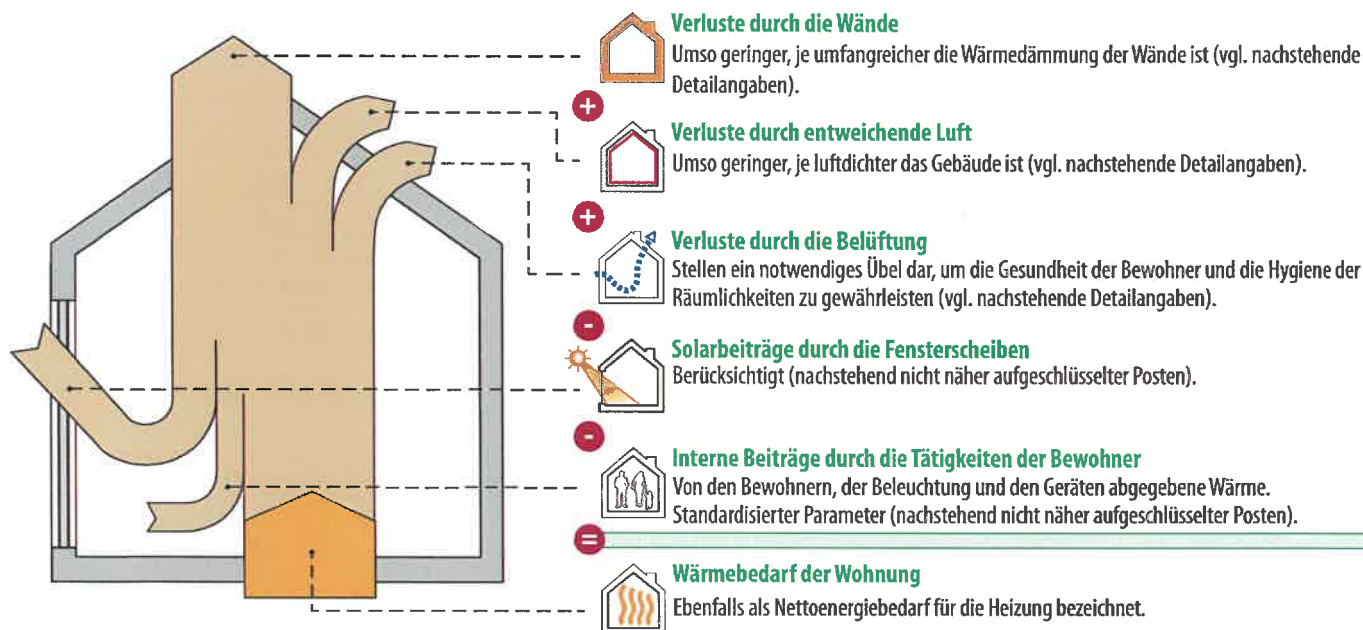 Verluste durch die Wände
Umso geringer, je umfangreicher die Wärmedämmung der Wände ist (vgl. nachstehende
Detailangaben).
+
Verluste durch entweichende Luft
Umso geringer, je luftdichter das Gebäude ist (vgl. nachstehende Detailangaben).
+
Verluste durch die Belüftung
Stellen ein notwendiges Übel dar, um die Gesundheit der Bewohner und die Hygiene der
Räumlichkeiten zu gewährleisten (vgl. nachstehende Detailangaben).
-
Solarbeiträge durch die Fensterscheiben
Berücksichtigt (nachstehend nicht näher aufgeschlüsselter Posten).
-
Interne Beiträge durch die Tätigkeiten der Bewohner
Von den Bewohnern, der Beleuchtung und den Geräten abgegebene Wärme.
Standardisierter Parameter (nachstehend nicht näher aufgeschlüsselter Posten).
=
Wärmebedarf der Wohnung
Ebenfalls als Nettoenergiebedarf für die Heizung bezeichnet.